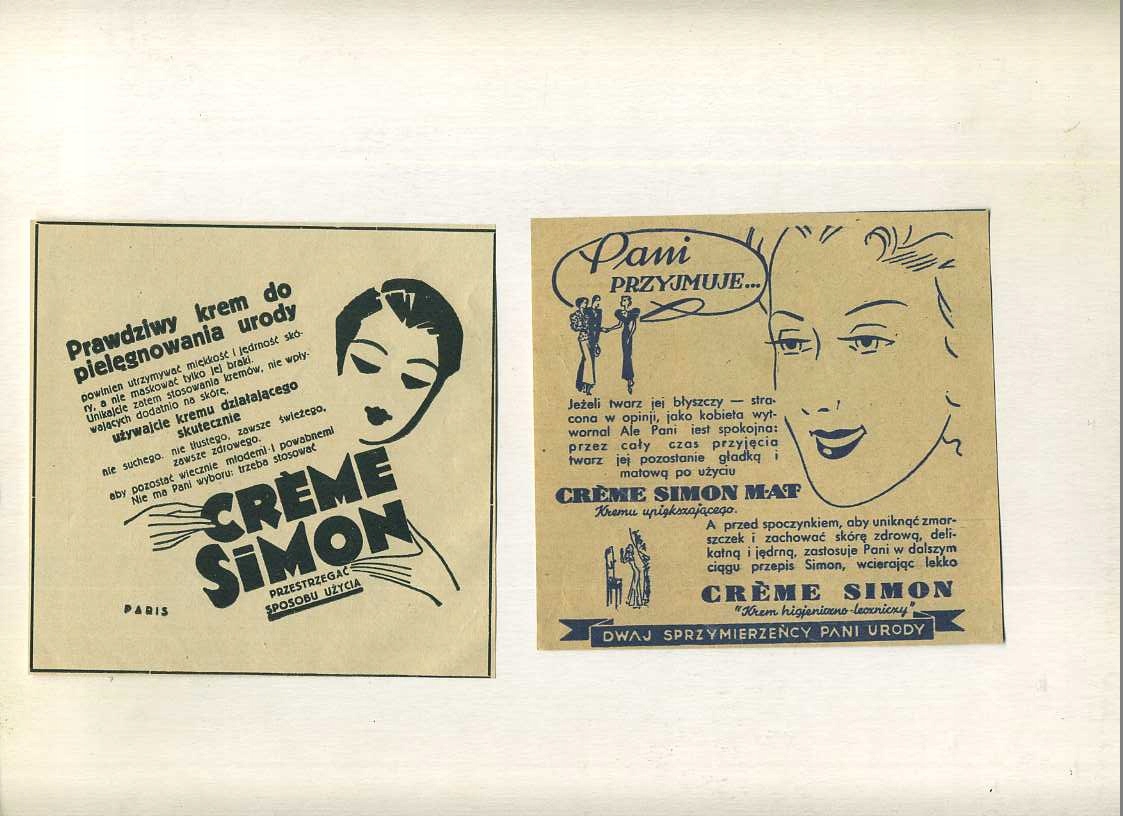 Prawdziwy krem do
pielęgnowania urody
powinien utrzymywać miękkość i jędrność skó-
ry, a nie maskować tylko jej braki.
Unikajcie zatem stosowania kremów, nie wpły-
wających dodatnio na skórę,
używajcie kremu działającego
skutecznie
nie suchego, nie tłustego, zawsze świeżego,
zawsze zdrowego.
aby pozostać wiecznie młodemi i powabnemi
Nie ma Pani wyboru: trzeba stosować
CRÈME
SIMON
PRZESTRZEGAĆ
SPOSOBU UŻYCIA
PARIS
Pani
PRZYJMUJE...
Jeżeli twarz jej błyszczy — stra-
cona w opinji, jako kobieta wyt-
worna! Ale Pani jest spokojna:
przez cały czas przyjęcia
twarz jej pozostanie gładką i
matową po użyciu
CRÈME SIMON M-AT
Kremu upiększającego.
A przed spoczynkiem, aby uniknąć zmar-
szczek i zachować skórę zdrową, deli-
katną i jędrną, zastosuje Pani w dalszym
ciągu przepis Simon, wcierając lekko
CRÈME SIMON
"Krem higjeniczno-leczniczy"
DWAJ SPRZYMIERZEŃCY PANI URODY